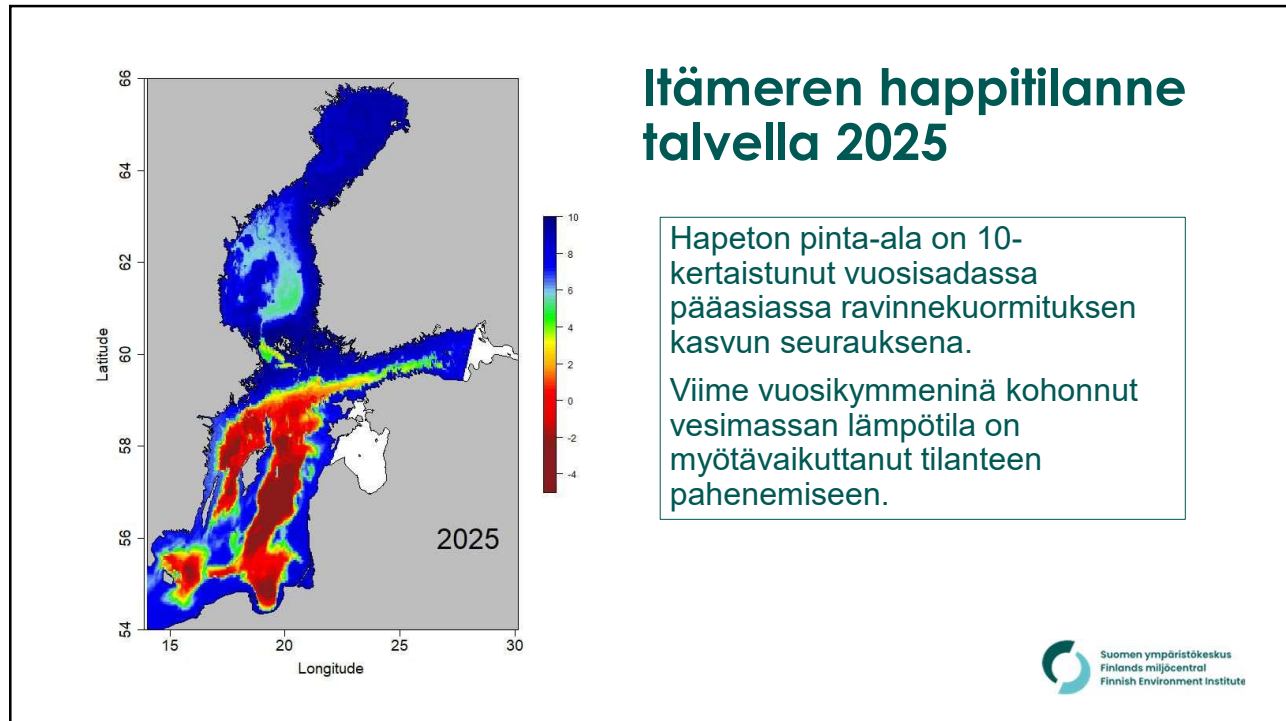 Itämeren happitilanne
talvella 2025
Hapeton pinta-ala on 10-
kertaistunut vuosisadassa
pääasiassa ravinnekuormituksen
kasvun seurauksena.
Viime vuosikymmeninä kohonnut
vesimassan lämpötila on
myötävaikuttanut tilanteen
pahenemiseen.
66
64
62
60
58
56
54
Latitude
15
20
25
30
Longitude
10
8
6
4
2
0
-2
-4
2025
Suomen ympäristökeskus
Finlands miljöcentral
Finnish Environment Institute